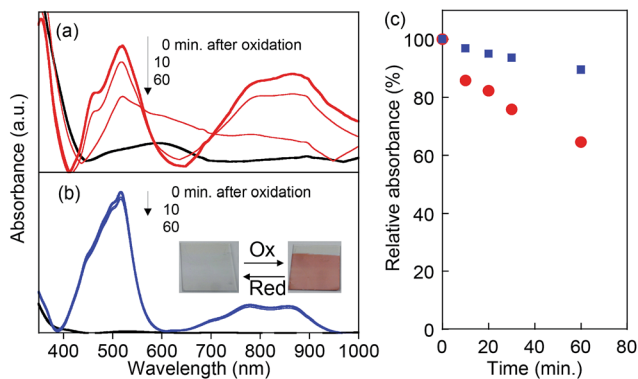 (a)
0 min. after oxidation
10
60
(b)
0 min. after oxidation
10
60
Ox
Red
Absorbance (a.u.)
400 500 600 700 800 900 1000
Wavelength (nm)
(c)
100
80
60
40
20
0
Relative absorbance (%)
0 20 40 60 80
Time (min.)